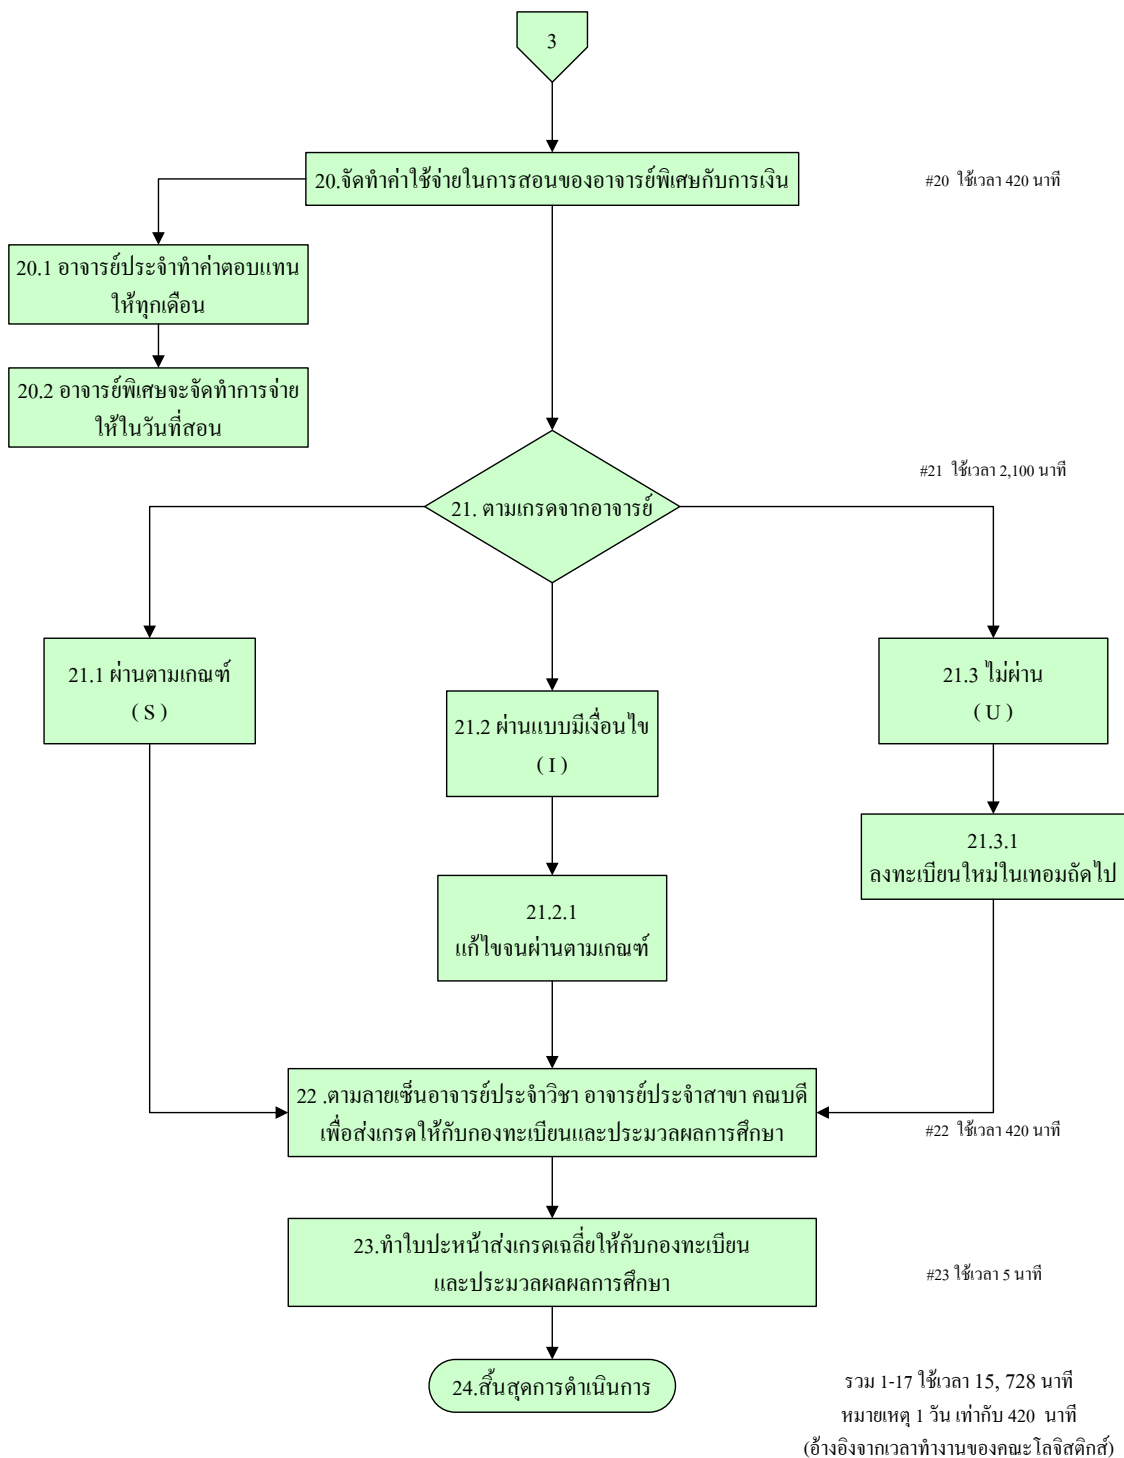 3
20.จัดทำค่าใช้จ่ายในการสอนของอาจารย์พิเศษกับการเงิน
#20 ใช้เวลา 420 นาที
20.1 อาจารย์ประจำทำค่าตอบแทน
ให้ทุกเดือน
20.2 อาจารย์พิเศษจะจัดทำการจ่าย
ให้ในวันที่สอน
#21 ใช้เวลา 2,100 นาที
21. ตามเกรดจากอาจารย์
21.1 ผ่านตามเกณฑ์
( S )
21.2 ผ่านแบบมีเงื่อนไข
( I )
21.3 ไม่ผ่าน
( U )
21.3.1
ลงทะเบียนใหม่ในเทอมถัดไป
21.2.1
แก้ไขจนผ่านตามเกณฑ์
22 .ตามลายเซ็นอาจารย์ประจำวิชา อาจารย์ประจำสาขา คณบดี
เพื่อส่งเกรดให้กับกองทะเบียนและประมวลผลการศึกษา
#22 ใช้เวลา 420 นาที
23.ทำใบปะหน้าส่งเกรดเฉลี่ยให้กับกองทะเบียน
และประมวลผลผลการศึกษา
#23 ใช้เวลา 5 นาที
24.สิ้นสุดการดำเนินการ
รวม 1-17 ใช้เวลา 15, 728 นาที
หมายเหตุ 1 วัน เท่ากับ 420 นาที
(อ้างอิงจากเวลาทำงานของคณะโลจิสติกส์)